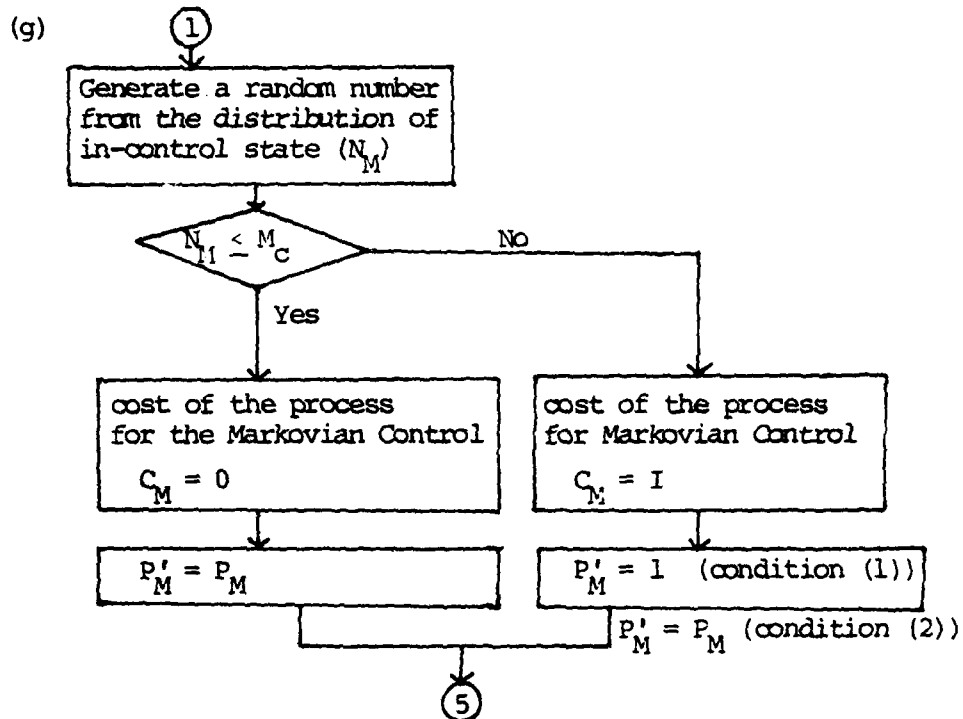 (g)
1
Generate a random number
from the distribution of
in-control state (N_M)
N_M ≤ M_C
No
Yes
cost of the process
for the Markovian Control
C_M = 0
cost of the process
for Markovian Control
C_M = I
P'_M = P_M
P'_M = 1 (condition (1))
P'_M = P_M (condition (2))
5